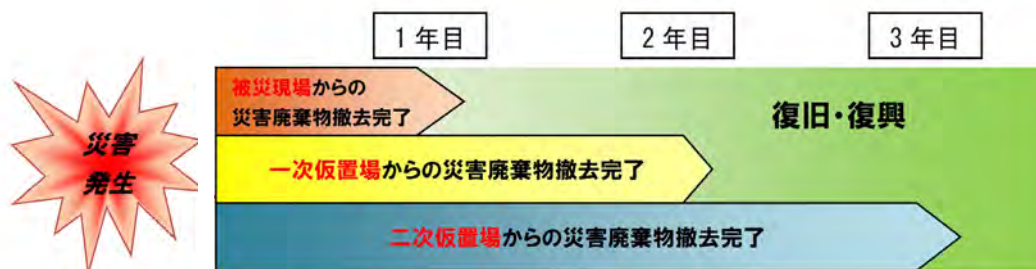 1年目
2年目
3年目
災害
発生
被災現場からの
災害廃棄物撤去完了
復旧・復興
一次仮置場からの災害廃棄物撤去完了
二次仮置場からの災害廃棄物撤去完了